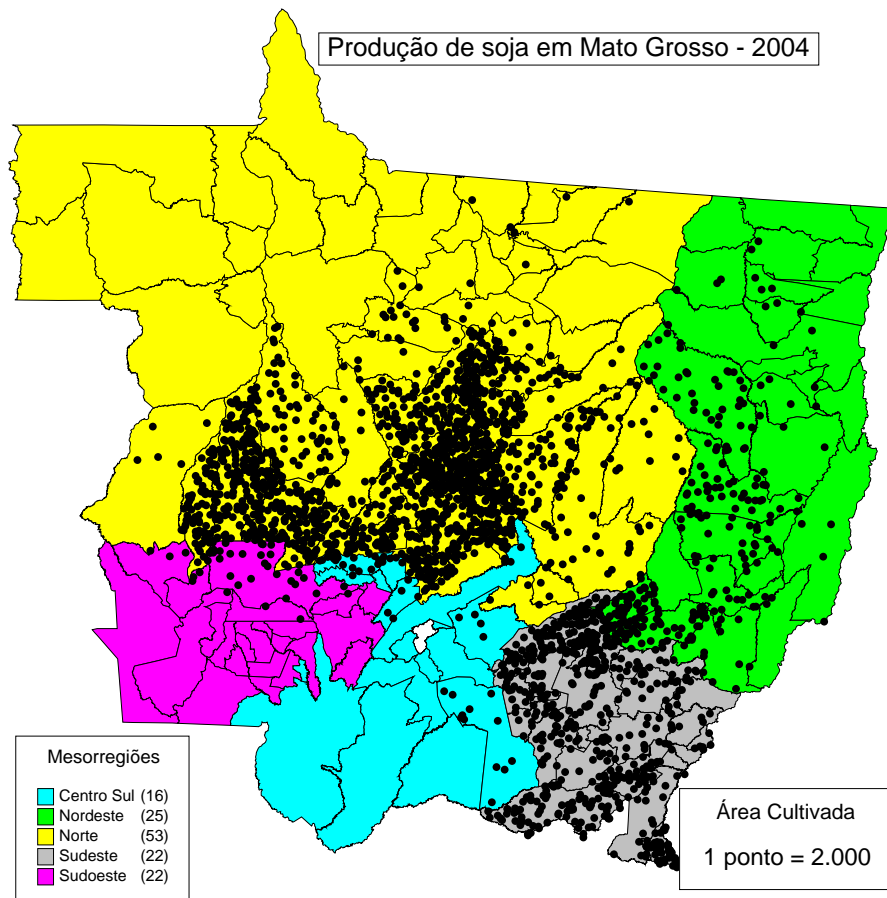 Produção de soja em Mato Grosso - 2004
Mesorregiões
Centro Sul (16)
Nordeste (25)
Norte (53)
Sudeste (22)
Sudoeste (22)
Área Cultivada
1 ponto = 2.000